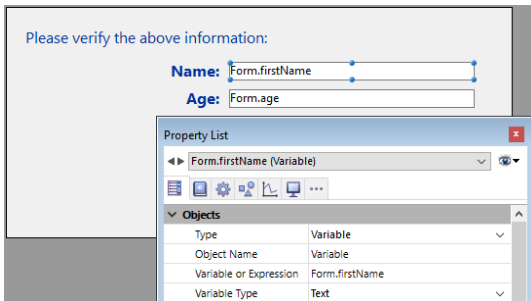 Please verify the above information:
Name: Form.firstName
Age: Form.age
Property List x
Form.firstName (Variable)
Objects
Type Variable
Object Name Variable
Variable or Expression Form.firstName
Variable Type Text